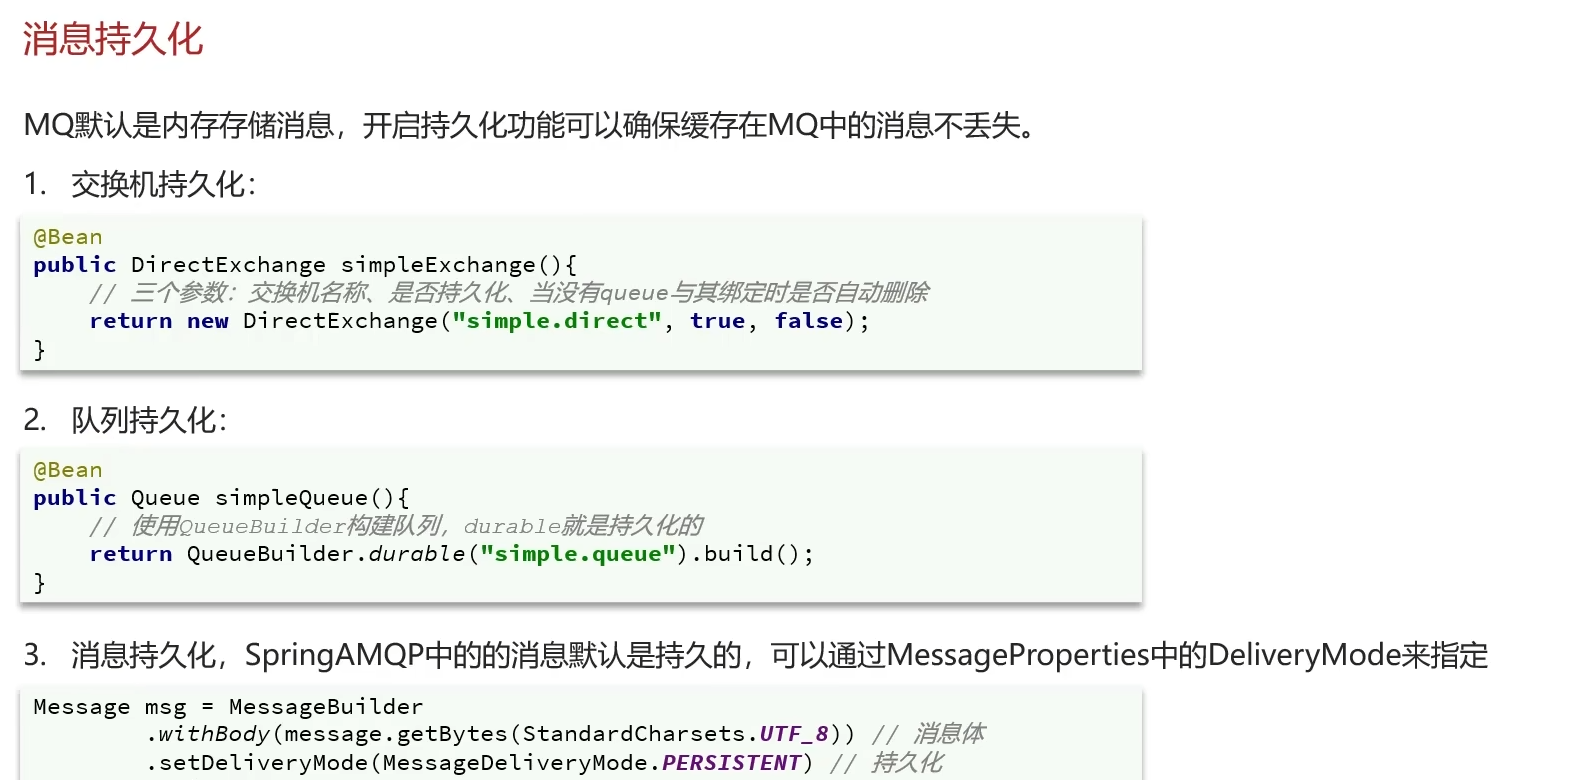 消息持久化
MQ默认是内存存储消息，开启持久化功能可以确保缓存在MQ中的消息不丢失。
1. 交换机持久化：
@Bean
public DirectExchange simpleExchange(){
    // 三个参数：交换机名称、是否持久化、当没有queue与其绑定时是否自动删除
    return new DirectExchange("simple.direct", true, false);
}
2. 队列持久化：
@Bean
public Queue simpleQueue(){
    // 使用QueueBuilder构建队列，durable就是持久化的
    return QueueBuilder.durable("simple.queue").build();
}
3. 消息持久化，SpringAMQP中的的消息默认是持久的，可以通过MessageProperties中的DeliveryMode来指定
Message msg = MessageBuilder
        .withBody(message.getBytes(StandardCharsets.UTF_8)) // 消息体
        .setDeliveryMode(MessageDeliveryMode.PERSISTENT) // 持久化